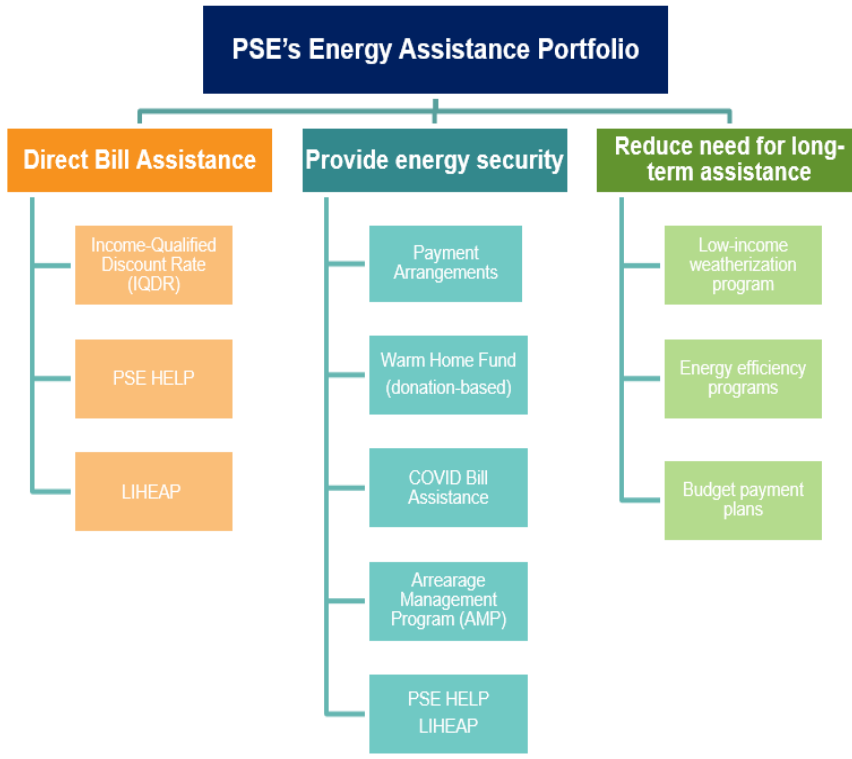 PSE’s Energy Assistance Portfolio
Direct Bill Assistance
Income-Qualified
Discount Rate
(IQDR)
PSE HELP
LIHEAP
Provide energy security
Payment
Arrangements
Warm Home Fund
(donation-based)
COVID Bill
Assistance
Arrearage
Management
Program (AMP)
PSE HELP
LIHEAP
Reduce need for long-
term assistance
Low-income
weatherization
program
Energy efficiency
programs
Budget payment
plans